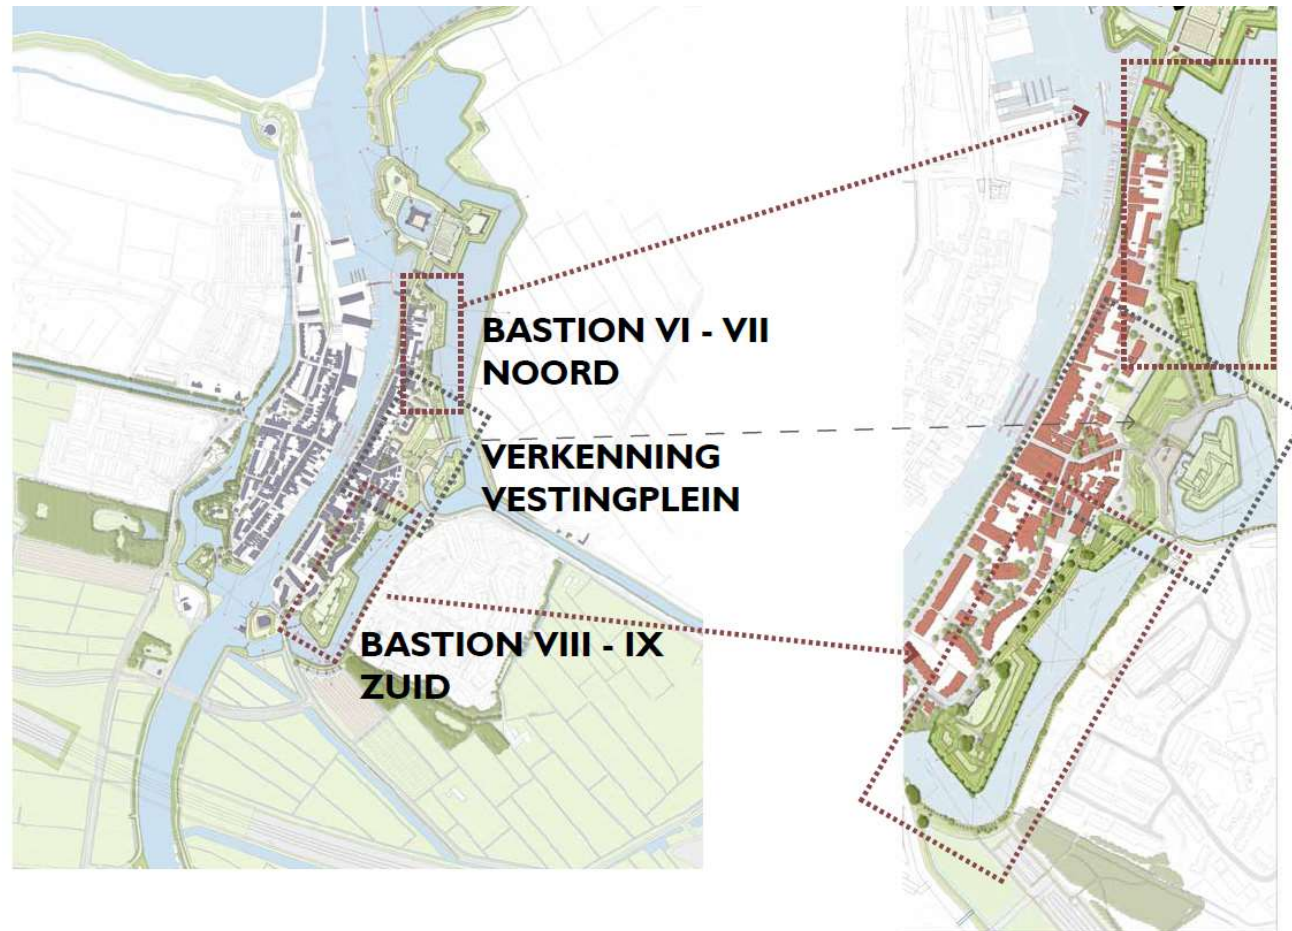 BASTION VI - VII
NOORD
VERKENNING
VESTINGPLEIN
BASTION VIII - IX
ZUID